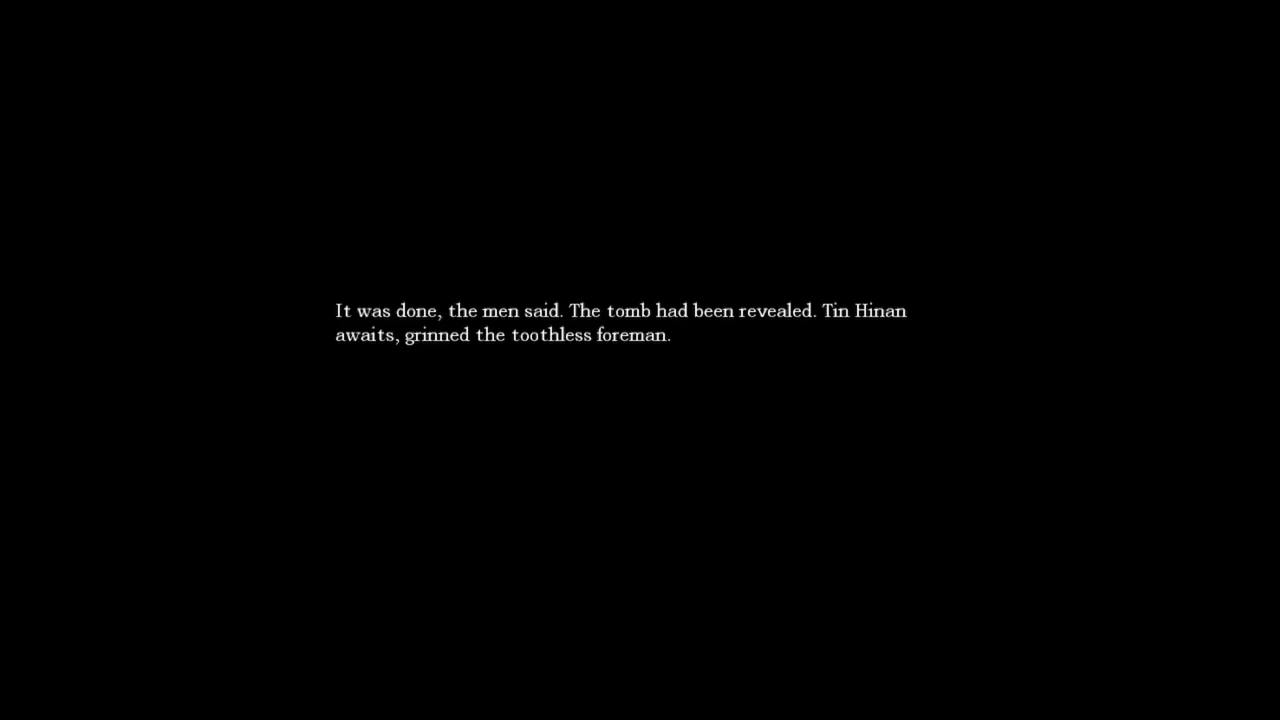 It was done, the men said. The tomb had been revealed. Tin Hinan
awaits, grinned the toothless foreman.